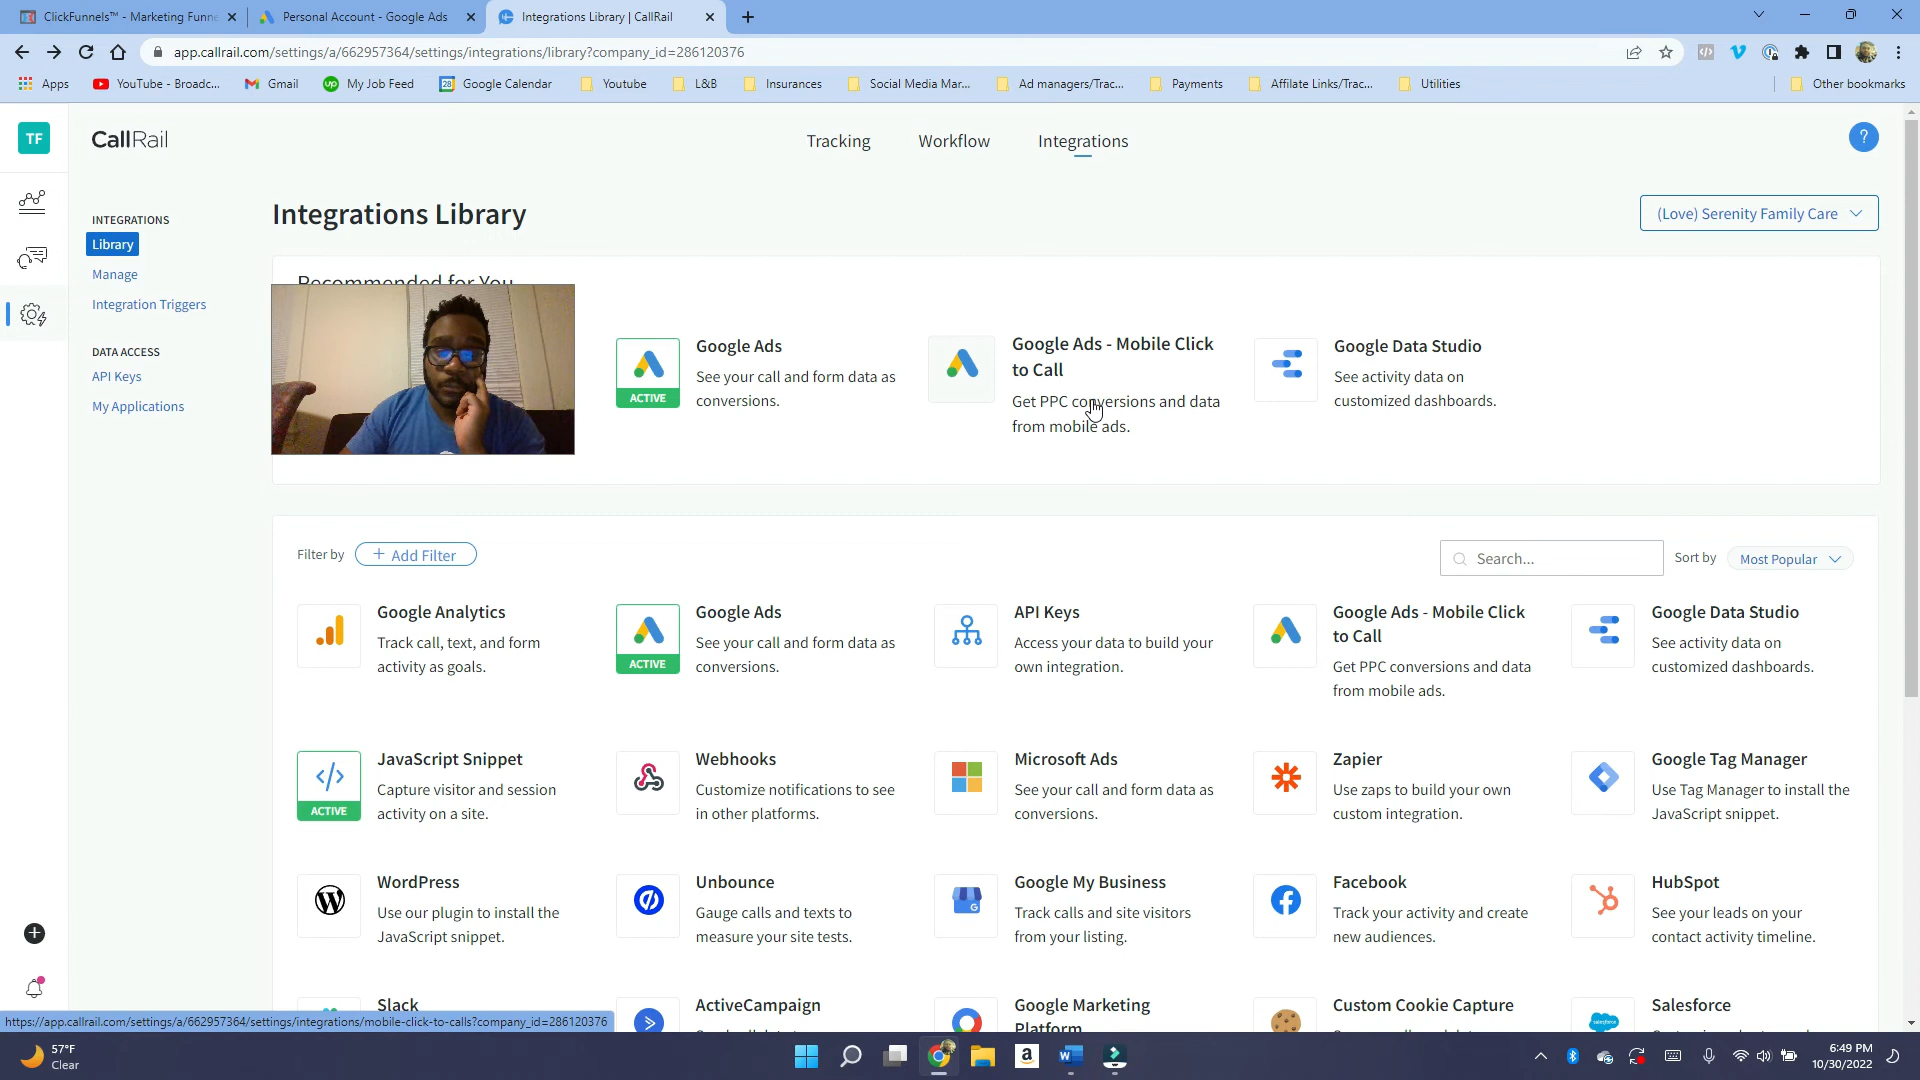 ClickFunnels™ - Marketing Funne
Personal Account - Google Ads
Integrations Library | CallRail
app.callrail.com/settings/a/662957364/settings/integrations/library?company_id=286120376
Apps
YouTube - Broadc...
Gmail
My Job Feed
Google Calendar
Youtube
L&B
Insurances
Social Media Mar...
Ad managers/Trac...
Payments
Affilate Links/Trac...
Utilities
Other bookmarks
TF
CallRail
Tracking
Workflow
Integrations
?
INTEGRATIONS
Library
Manage
Integration Triggers
DATA ACCESS
API Keys
My Applications
Integrations Library
(Love) Serenity Family Care
Recommended for You
ACTIVE
Google Ads
See your call and form data as
conversions.
Google Ads - Mobile Click
to Call
Get PPC conversions and data
from mobile ads.
Google Data Studio
See activity data on
customized dashboards.
Filter by
+ Add Filter
Search...
Sort by
Most Popular
Google Analytics
Track call, text, and form
activity as goals.
ACTIVE
Google Ads
See your call and form data as
conversions.
API Keys
Access your data to build your
own integration.
Google Ads - Mobile Click
to Call
Get PPC conversions and data
from mobile ads.
Google Data Studio
See activity data on
customized dashboards.
ACTIVE
JavaScript Snippet
Capture visitor and session
activity on a site.
Webhooks
Customize notifications to see
in other platforms.
Microsoft Ads
See your call and form data as
conversions.
Zapier
Use zaps to build your own
custom integration.
Google Tag Manager
Use Tag Manager to install the
JavaScript snippet.
WordPress
Use our plugin to install the
JavaScript snippet.
Unbounce
Gauge calls and texts to
measure your site tests.
Google My Business
Track calls and site visitors
from your listing.
Facebook
Track your activity and create
new audiences.
HubSpot
See your leads on your
contact activity timeline.
Slack
ActiveCampaign
Google Marketing
Platform
Custom Cookie Capture
Salesforce
https://app.callrail.com/settings/a/662957364/settings/integrations/mobile-click-to-calls?company_id=286120376
57°F
Clear
6:49 PM
10/30/2022